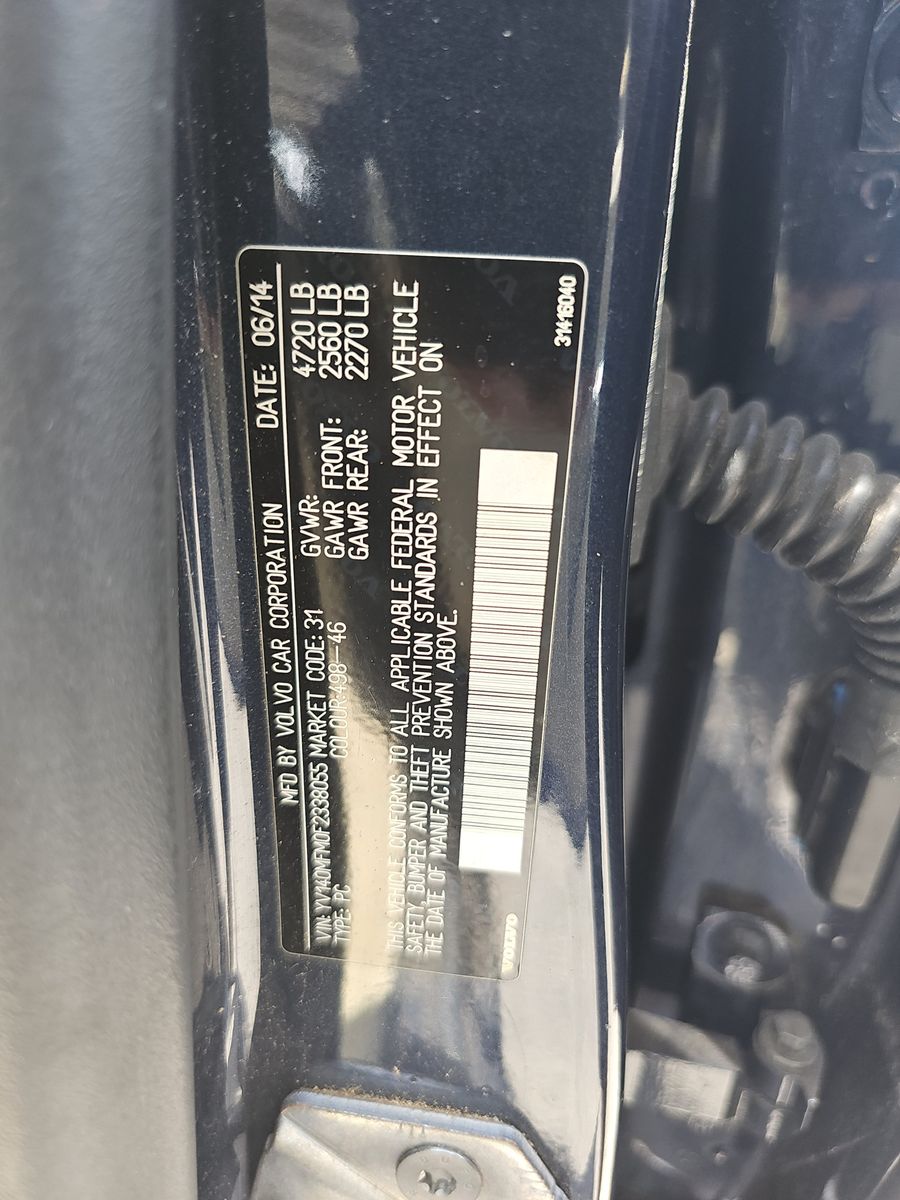 MFD BY VOLVO CAR CORPORATION DATE: 06/14
VIN: YV140MFM0F2338055 MARKET CODE: 31 GVWR: 4720 LB
TYPE: PC COLOUR: 498-46 GAWR FRONT: 2560 LB
GAWR REAR: 2270 LB
THIS VEHICLE CONFORMS TO ALL APPLICABLE FEDERAL MOTOR VEHICLE
SAFETY, BUMPER AND THEFT PREVENTION STANDARDS IN EFFECT ON
THE DATE OF MANUFACTURE SHOWN ABOVE.
VOLVO 31416040